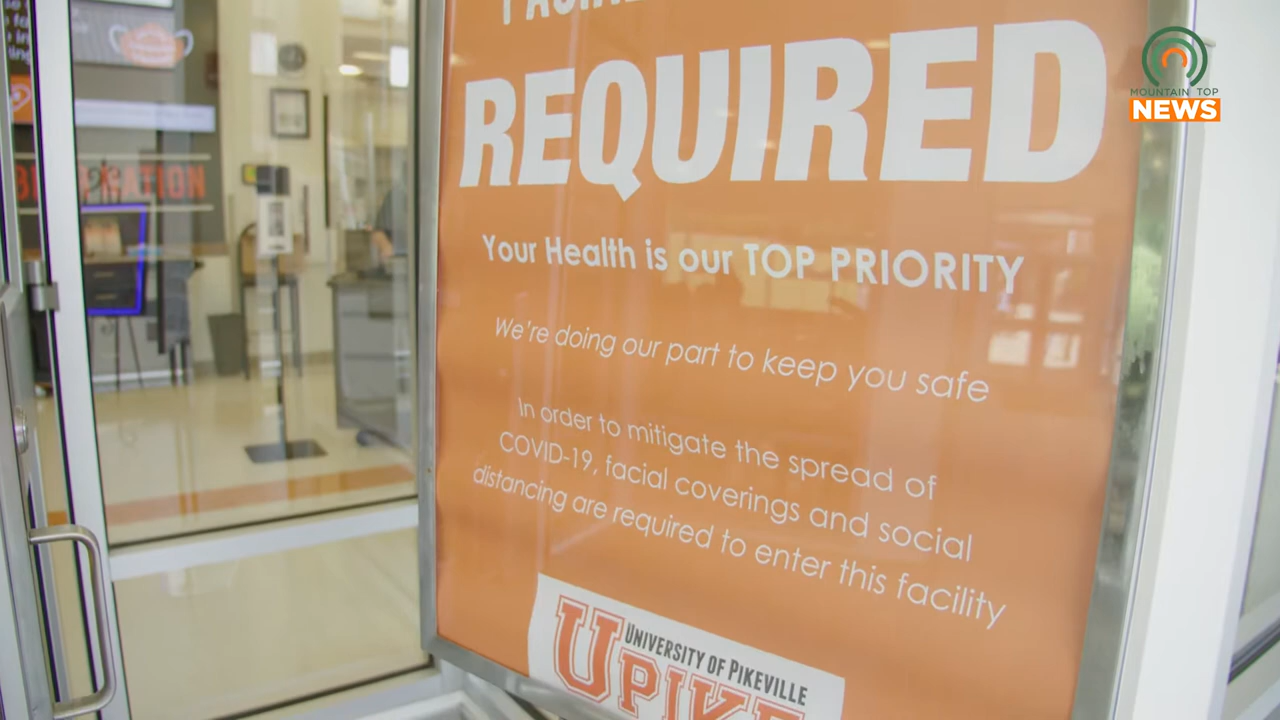 REQUIRED
Your Health is our TOP PRIORITY
We're doing our part to keep you safe
In order to mitigate the spread of
COVID-19, facial coverings and social
distancing are required to enter this facility
UNIVERSITY OF PIKEVILLE
UPIKE
MOUNTAIN TOP
NEWS